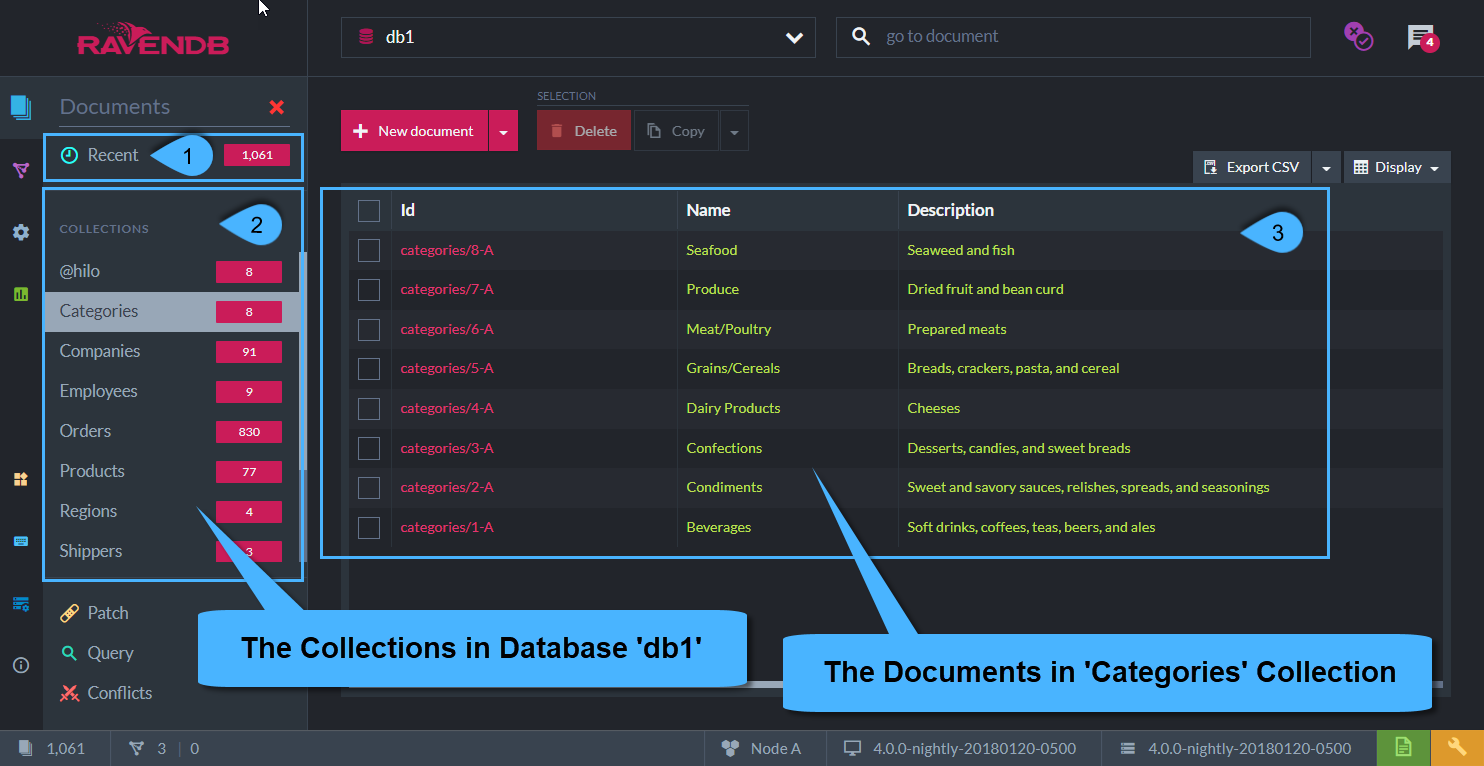 RAVENDB
db1
go to document
4
Documents
Recent
1
1,061
COLLECTIONS
2
@hilo 8
Categories 8
Companies 91
Employees 9
Orders 830
Products 77
Regions 4
Shippers 3
Patch
Query
Conflicts
SELECTION
New document
Delete
Copy
Export CSV
Display
Id Name Description
3
categories/8-A Seafood Seaweed and fish
categories/7-A Produce Dried fruit and bean curd
categories/6-A Meat/Poultry Prepared meats
categories/5-A Grains/Cereals Breads, crackers, pasta, and cereal
categories/4-A Dairy Products Cheeses
categories/3-A Confections Desserts, candies, and sweet breads
categories/2-A Condiments Sweet and savory sauces, relishes, spreads, and seasonings
categories/1-A Beverages Soft drinks, coffees, teas, beers, and ales
The Collections in Database 'db1'
The Documents in 'Categories' Collection
1,061 3 | 0 Node A 4.0.0-nightly-20180120-0500 4.0.0-nightly-20180120-0500